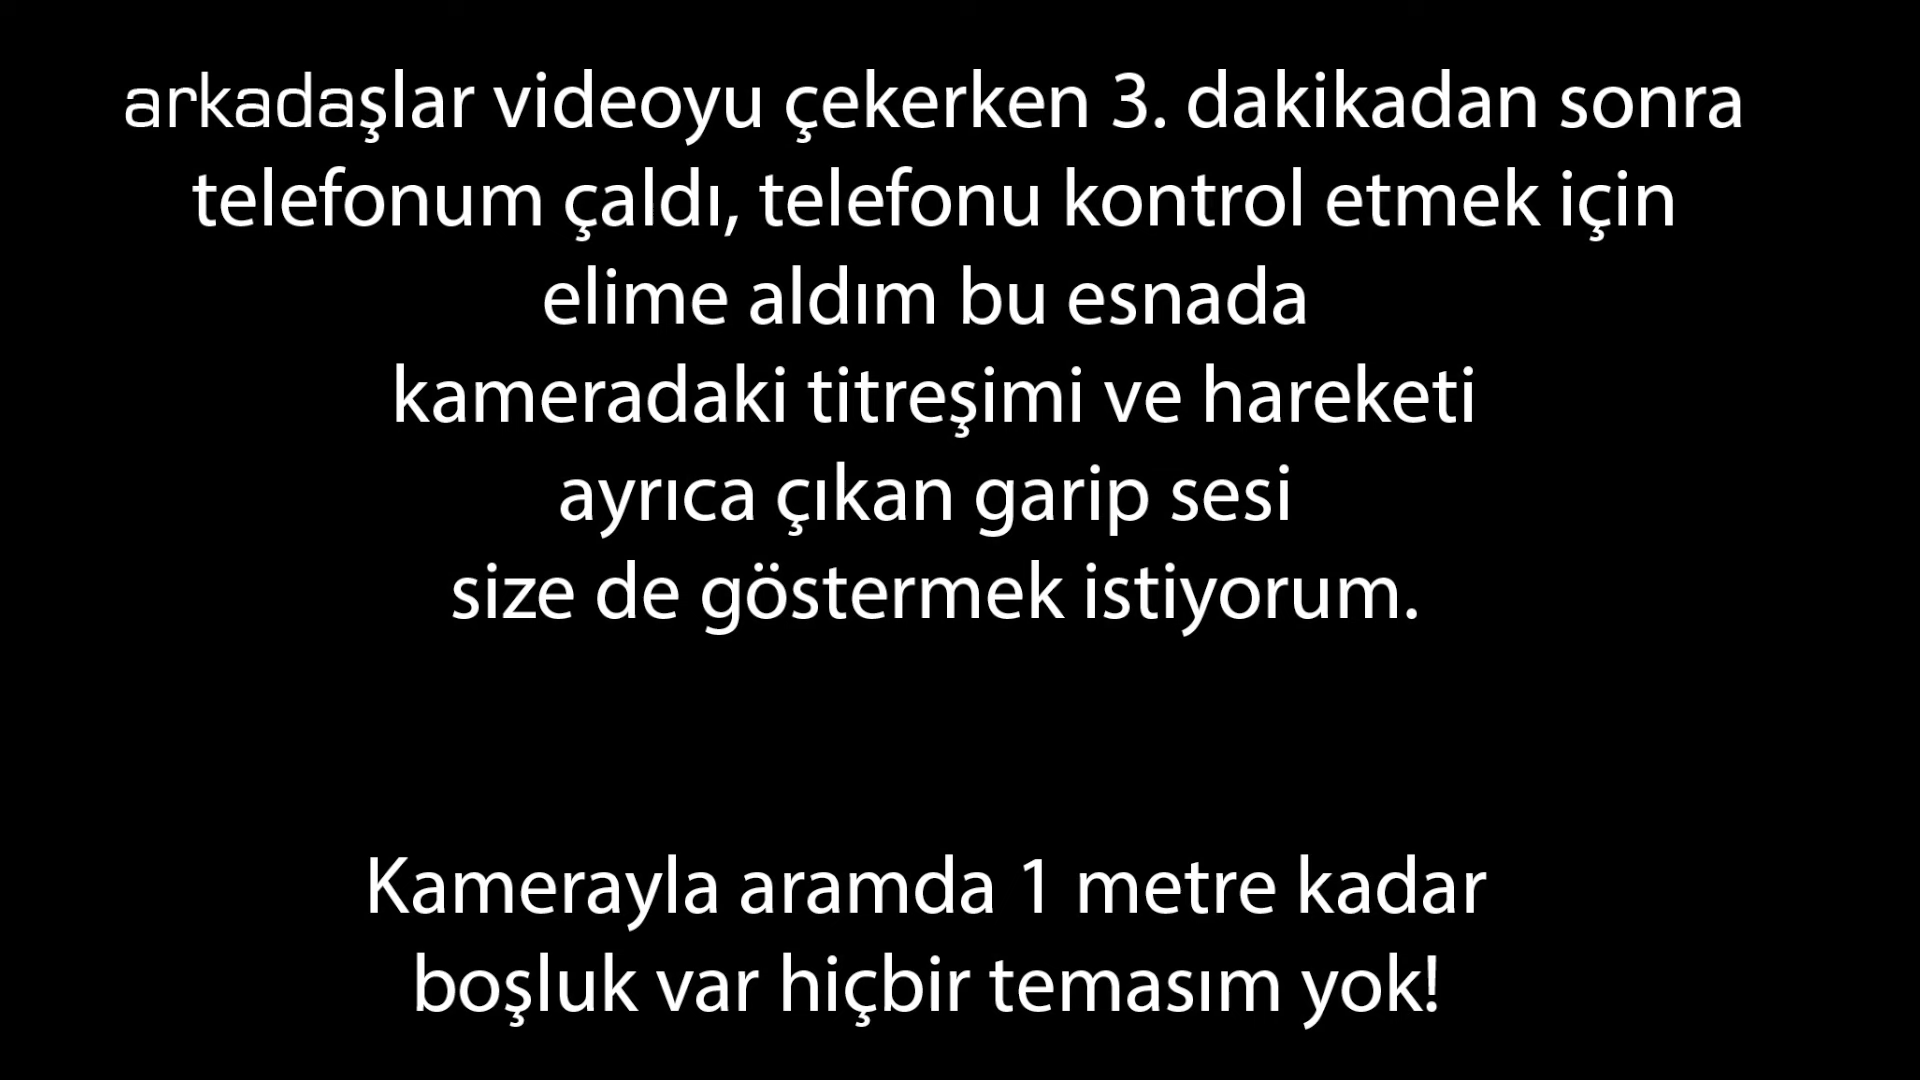 arkadaşlar videoyu çekerken 3. dakikadan sonra
telefonum çaldı, telefonu kontrol etmek için
elime aldım bu esnada
kameradaki titreşimi ve hareketi
ayrıca çıkan garip sesi
size de göstermek istiyorum.
Kamerayla aramda 1 metre kadar
boşluk var hiçbir temasım yok!